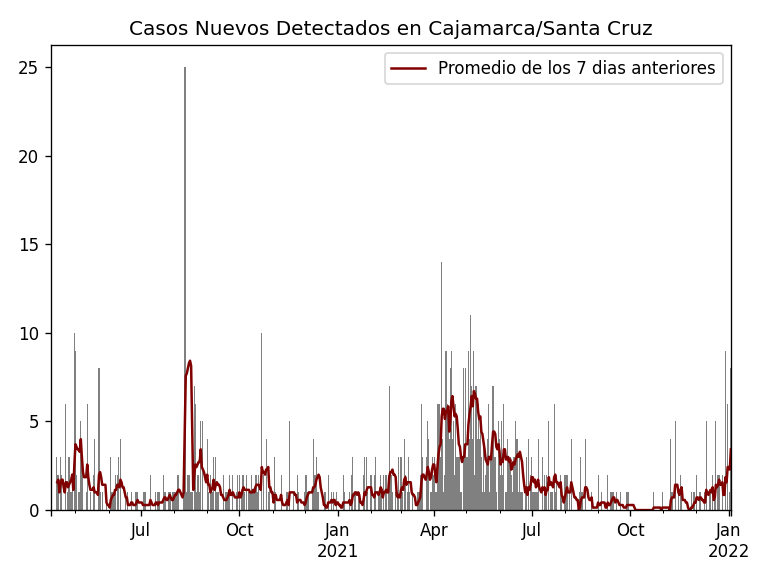 Casos Nuevos Detectados en Cajamarca/Santa Cruz
Promedio de los 7 dias anteriores
25
20
15
10
5
0
Jul Oct Jan Apr Jul Oct Jan
2021 2022